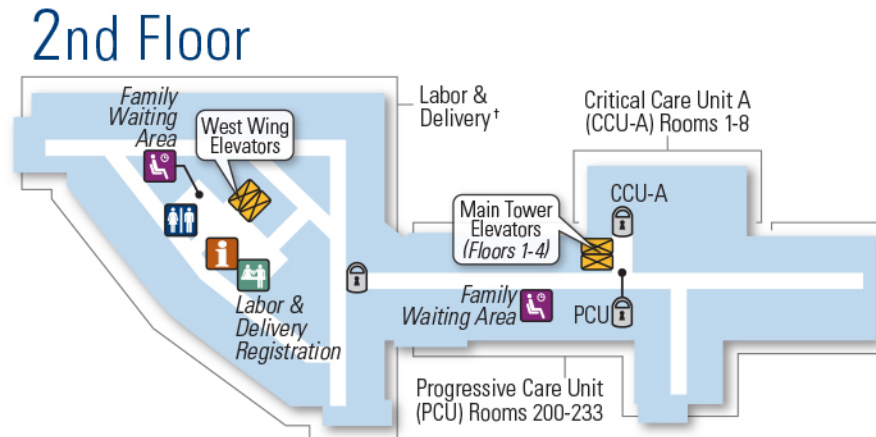 2nd Floor
Family
Waiting
Area
West Wing
Elevators
Labor &
Delivery†
Critical Care Unit A
(CCU-A) Rooms 1-8
CCU-A
Main Tower
Elevators
(Floors 1-4)
i
Labor &
Delivery
Registration
Family
Waiting Area
PCU
Progressive Care Unit
(PCU) Rooms 200-233